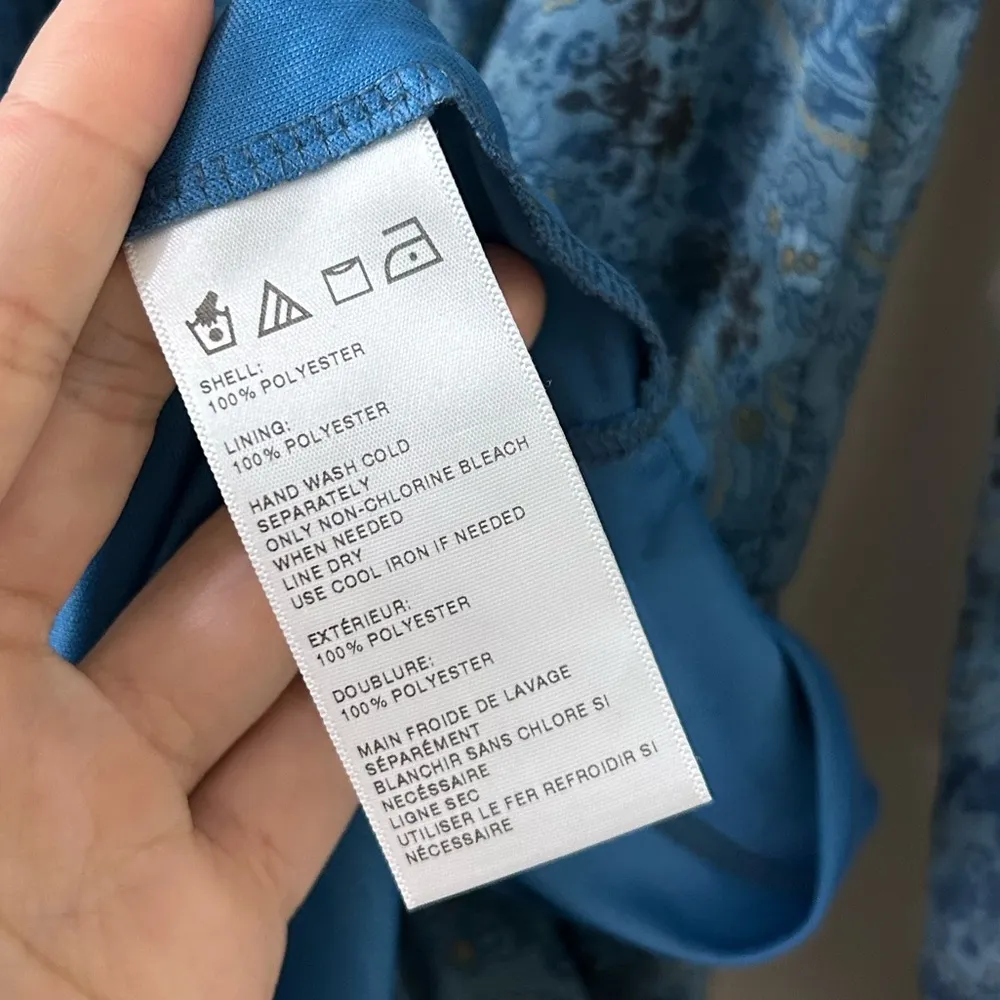 SHELL:
100% POLYESTER
LINING:
100% POLYESTER
HAND WASH COLD
SEPARATELY
ONLY NON-CHLORINE BLEACH
WHEN NEEDED
LINE DRY
USE COOL IRON IF NEEDED
EXTÉRIEUR:
100% POLYESTER
DOUBLURE:
100% POLYESTER
MAIN FROIDE DE LAVAGE
SÉPARÉMENT
BLANCHIR SANS CHLORE SI
NECÉSSAIRE
LIGNE SEC
UTILISER LE FER REFROIDIR SI
NÉCESSAIRE